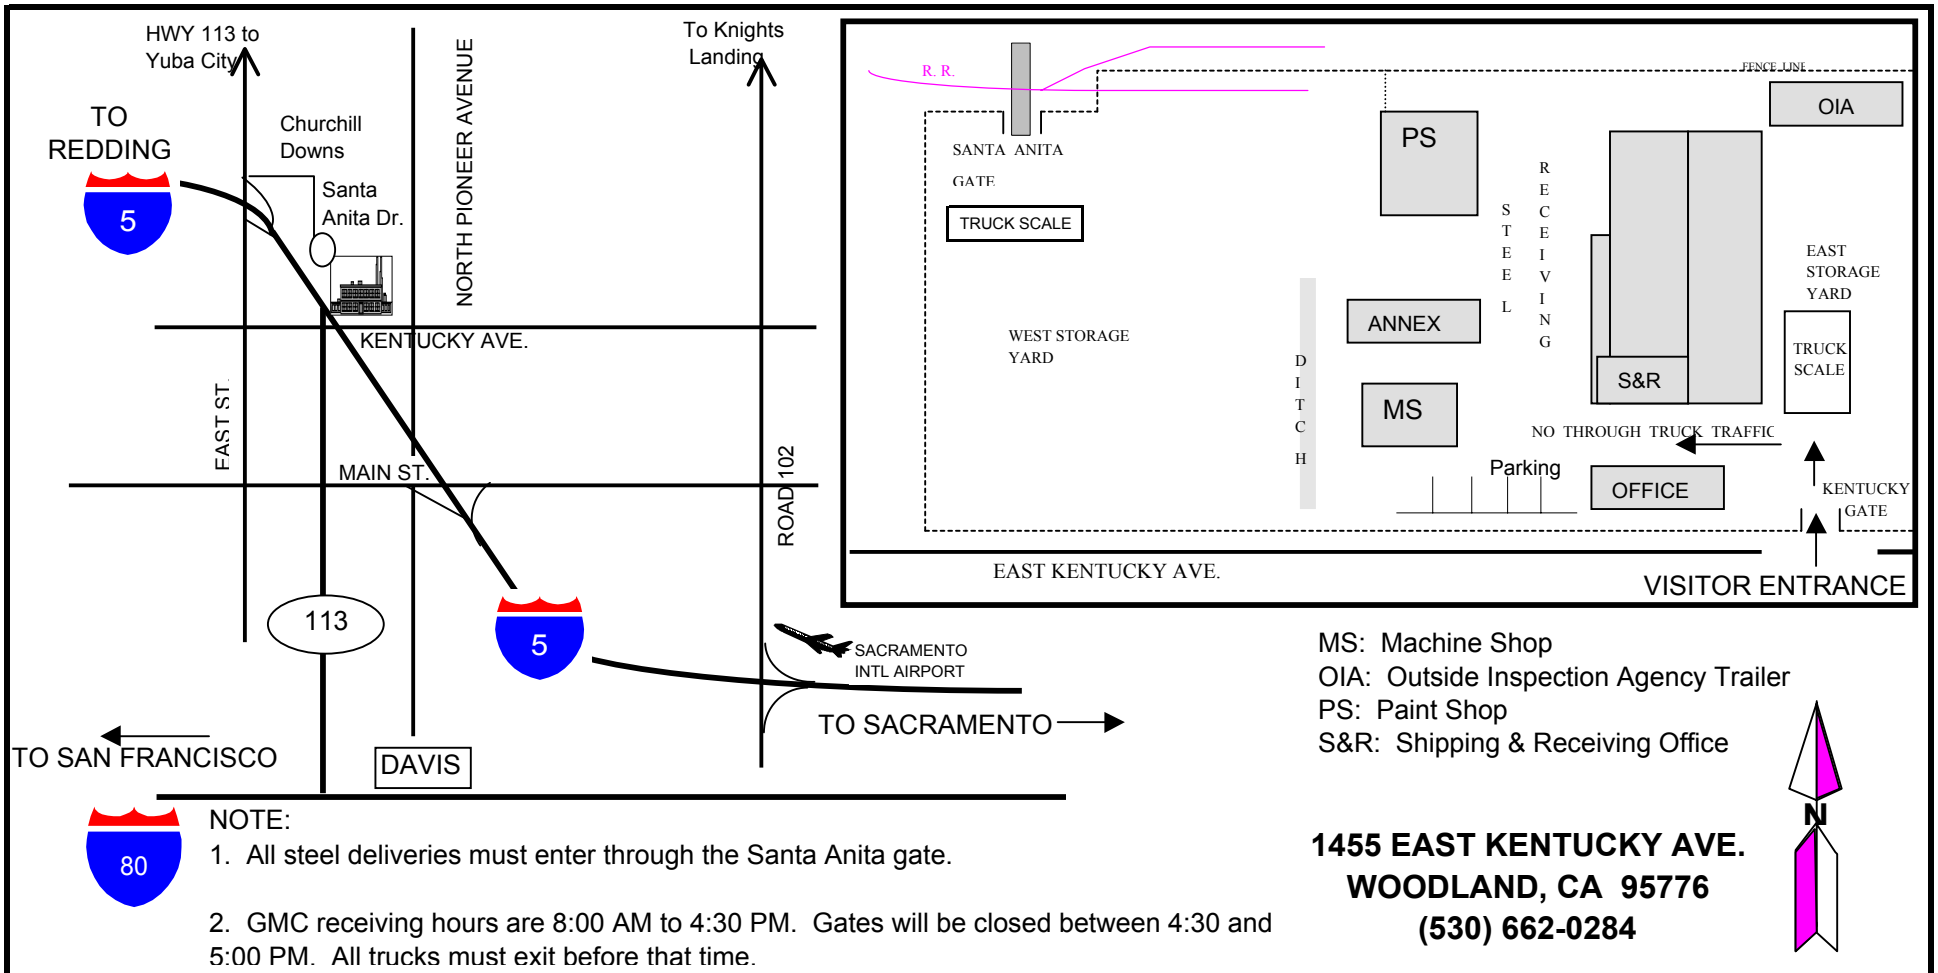 HWY 113 to
Yuba City
To Knights
Landing
TO
REDDING
5
Churchill
Downs
Santa
Anita Dr.
NORTH PIONEER AVENUE
KENTUCKY AVE.
EAST ST.
MAIN ST.
ROAD 102
113
5
SACRAMENTO
INTL AIRPORT
TO SACRAMENTO
TO SAN FRANCISCO
DAVIS
80
R. R.
FENCE LINE
OIA
PS
SANTA ANITA
GATE
TRUCK SCALE
STEEL
RECEIVING
EAST
STORAGE
YARD
WEST STORAGE
YARD
ANNEX
DITCH
MS
S&R
TRUCK
SCALE
NO THROUGH TRUCK TRAFFIC
Parking
OFFICE
KENTUCKY
GATE
EAST KENTUCKY AVE.
VISITOR ENTRANCE
MS: Machine Shop
OIA: Outside Inspection Agency Trailer
PS: Paint Shop
S&R: Shipping & Receiving Office
N
NOTE:
1. All steel deliveries must enter through the Santa Anita gate.
2. GMC receiving hours are 8:00 AM to 4:30 PM. Gates will be closed between 4:30 and
5:00 PM. All trucks must exit before that time.
1455 EAST KENTUCKY AVE.
WOODLAND, CA 95776
(530) 662-0284